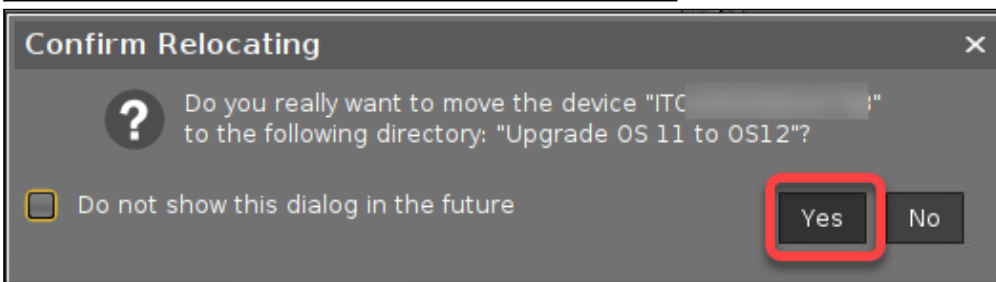 Confirm Relocating
Do you really want to move the device "ITC
to the following directory: "Upgrade OS 11 to OS12"?
Do not show this dialog in the future
Yes No